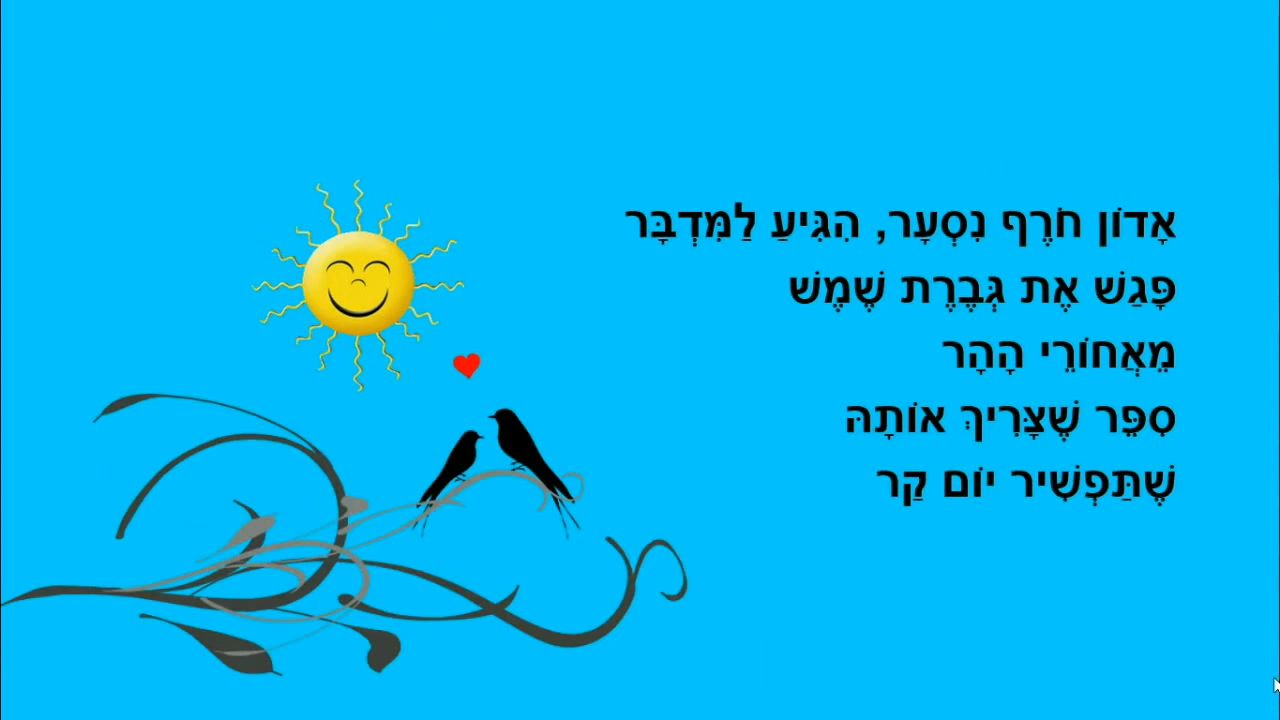 אָדוֹן חֹרֶף נִסְעָר, הִגִּיעַ לַמִּדְבָּר
פָּגַשׁ אֶת גְּבֶרֶת שֶׁמֶשׁ
מֵאֲחוֹרֵי הָהָר
סִפֵּר שֶׁצָּרִיךְ אוֹתָהּ
שֶׁתַּפְשִׁיר יוֹם קַר